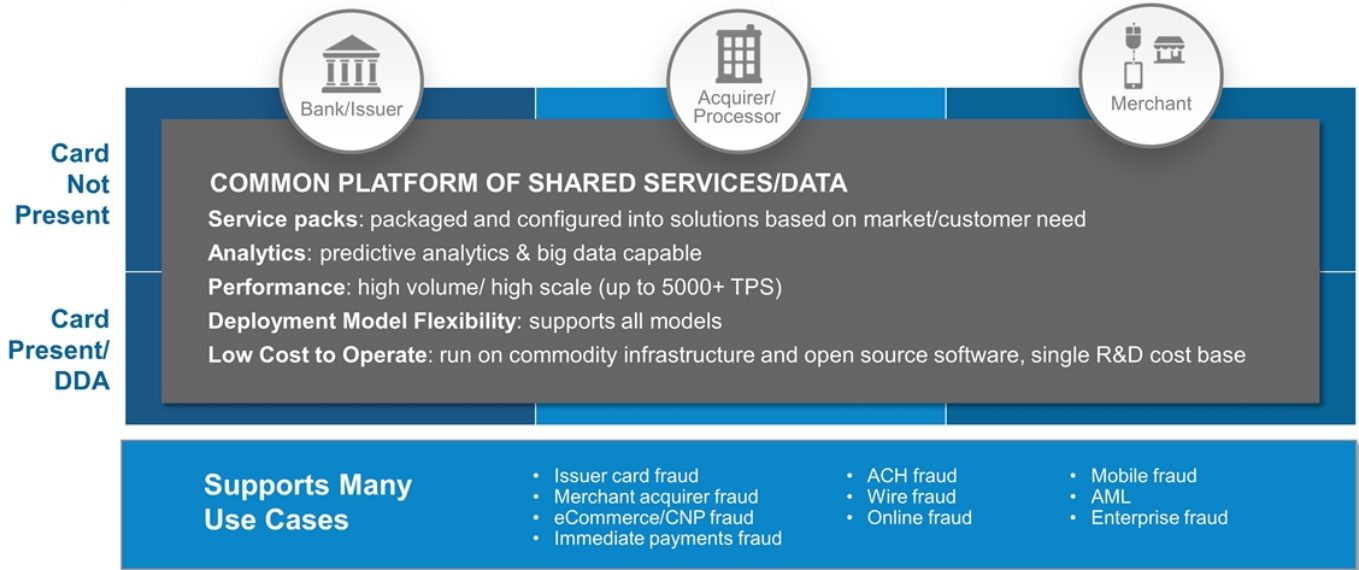 Bank/Issuer
Acquirer/
Processor
Merchant
Card
Not
Present
COMMON PLATFORM OF SHARED SERVICES/DATA
Service packs: packaged and configured into solutions based on market/customer need
Analytics: predictive analytics & big data capable
Performance: high volume/ high scale (up to 5000+ TPS)
Deployment Model Flexibility: supports all models
Low Cost to Operate: run on commodity infrastructure and open source software, single R&D cost base
Card
Present/
DDA
Supports Many
Use Cases
• Issuer card fraud
• Merchant acquirer fraud
• eCommerce/CNP fraud
• Immediate payments fraud
• ACH fraud
• Wire fraud
• Online fraud
• Mobile fraud
• AML
• Enterprise fraud